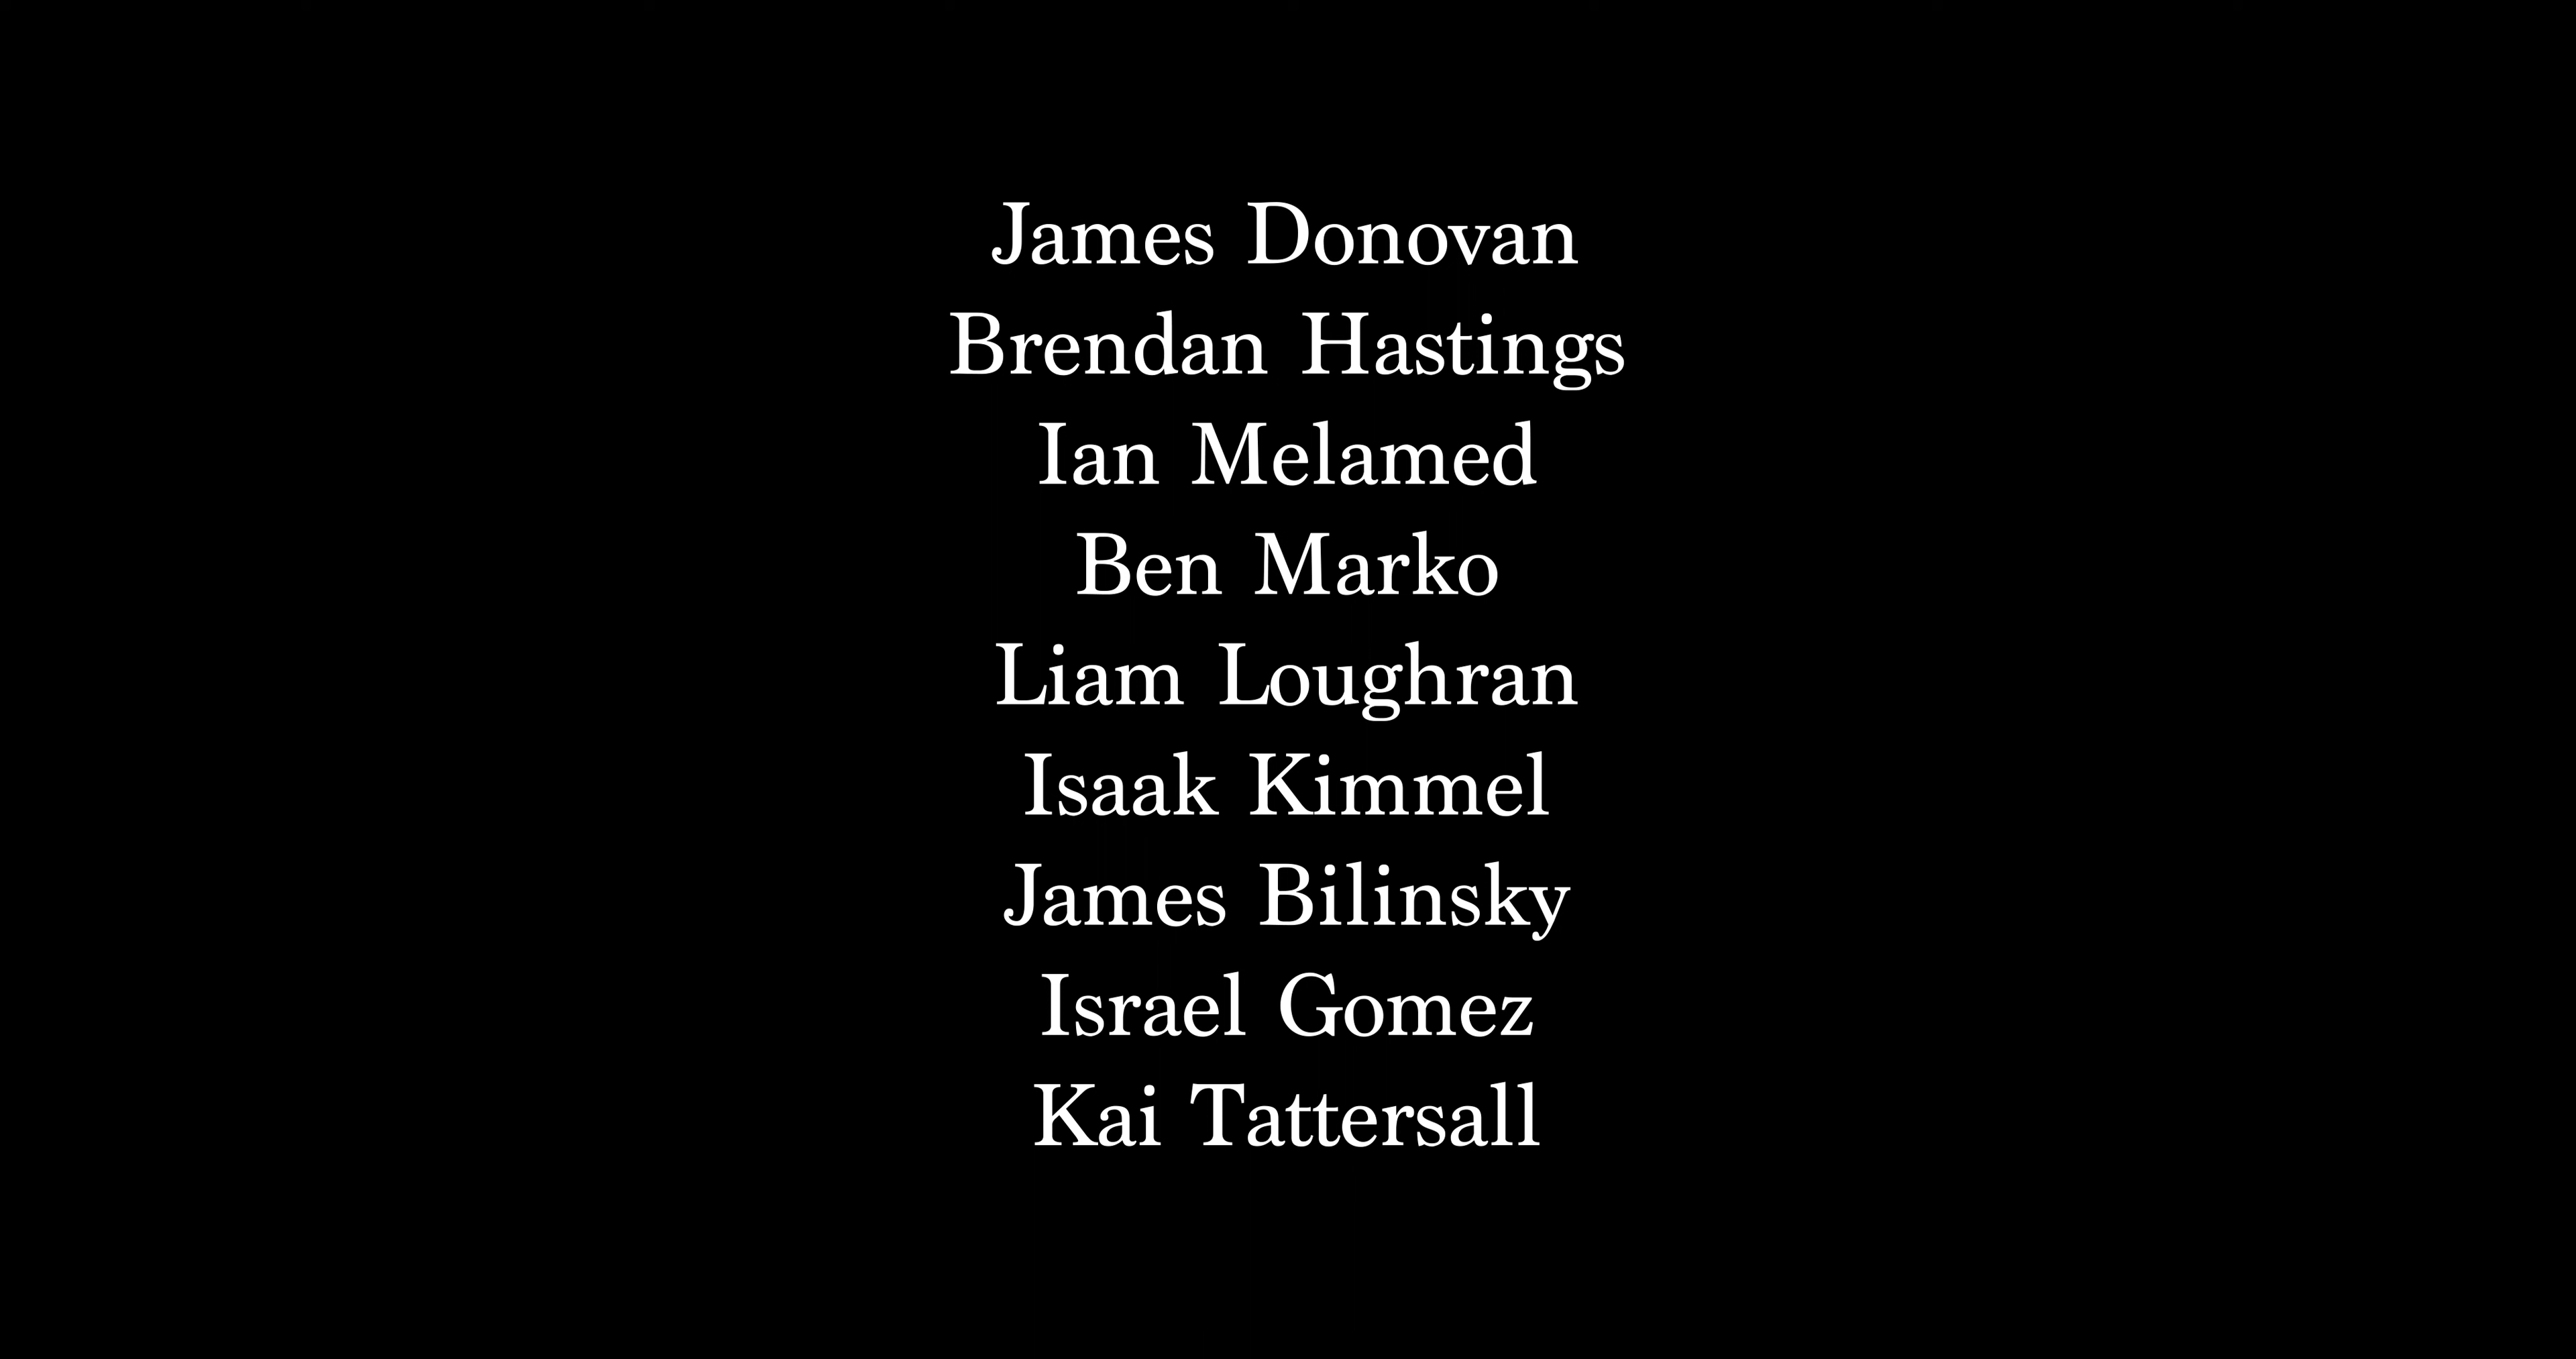 James Donovan
Brendan Hastings
Ian Melamed
Ben Marko
Liam Loughran
Isaak Kimmel
James Bilinsky
Israel Gomez
Kai Tattersall